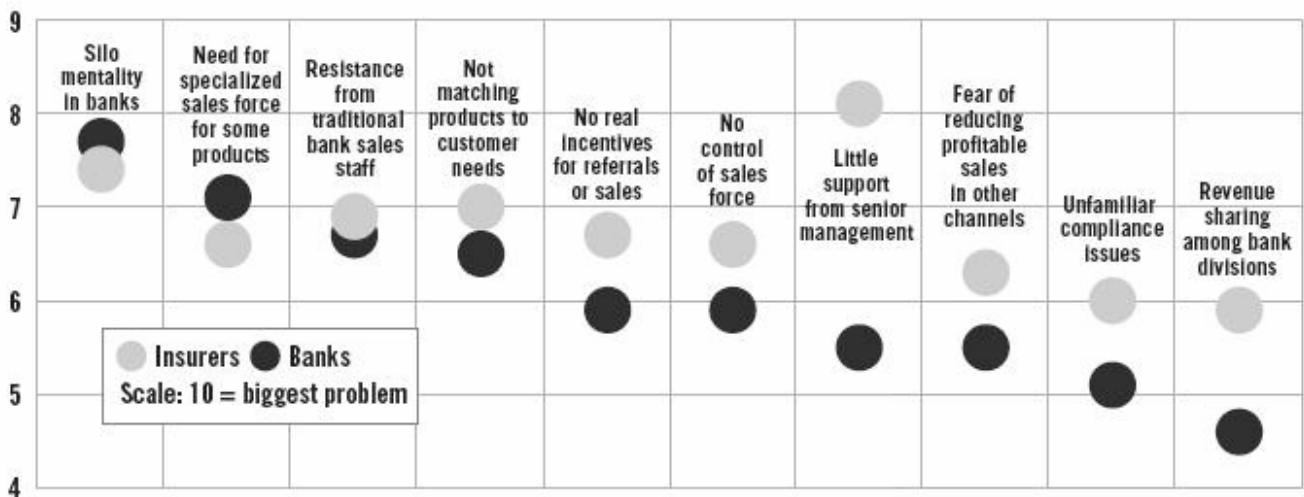 9
8
7
6
5
4
Silo
mentality
in banks
Need for
specialized
sales force
for some
products
Resistance
from
traditional
bank sales
staff
Not
matching
products to
customer
needs
No real
incentives
for referrals
or sales
No
control
of sales
force
Little
support
from senior
management
Fear of
reducing
profitable
sales
in other
channels
Unfamiliar
compliance
issues
Revenue
sharing
among bank
divisions
Insurers Banks
Scale: 10 = biggest problem